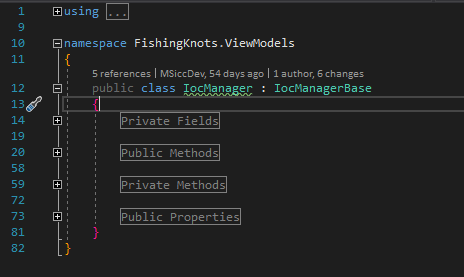 1 using ...
9
10 namespace FishingKnots.ViewModels
11 {
5 references | MSiccDev, 54 days ago | 1 author, 6 changes
12 public class IocManager : IocManagerBase
13 {
14 Private Fields
19
20 Public Methods
58
59 Private Methods
72
73 Public Properties
81 }
82 }